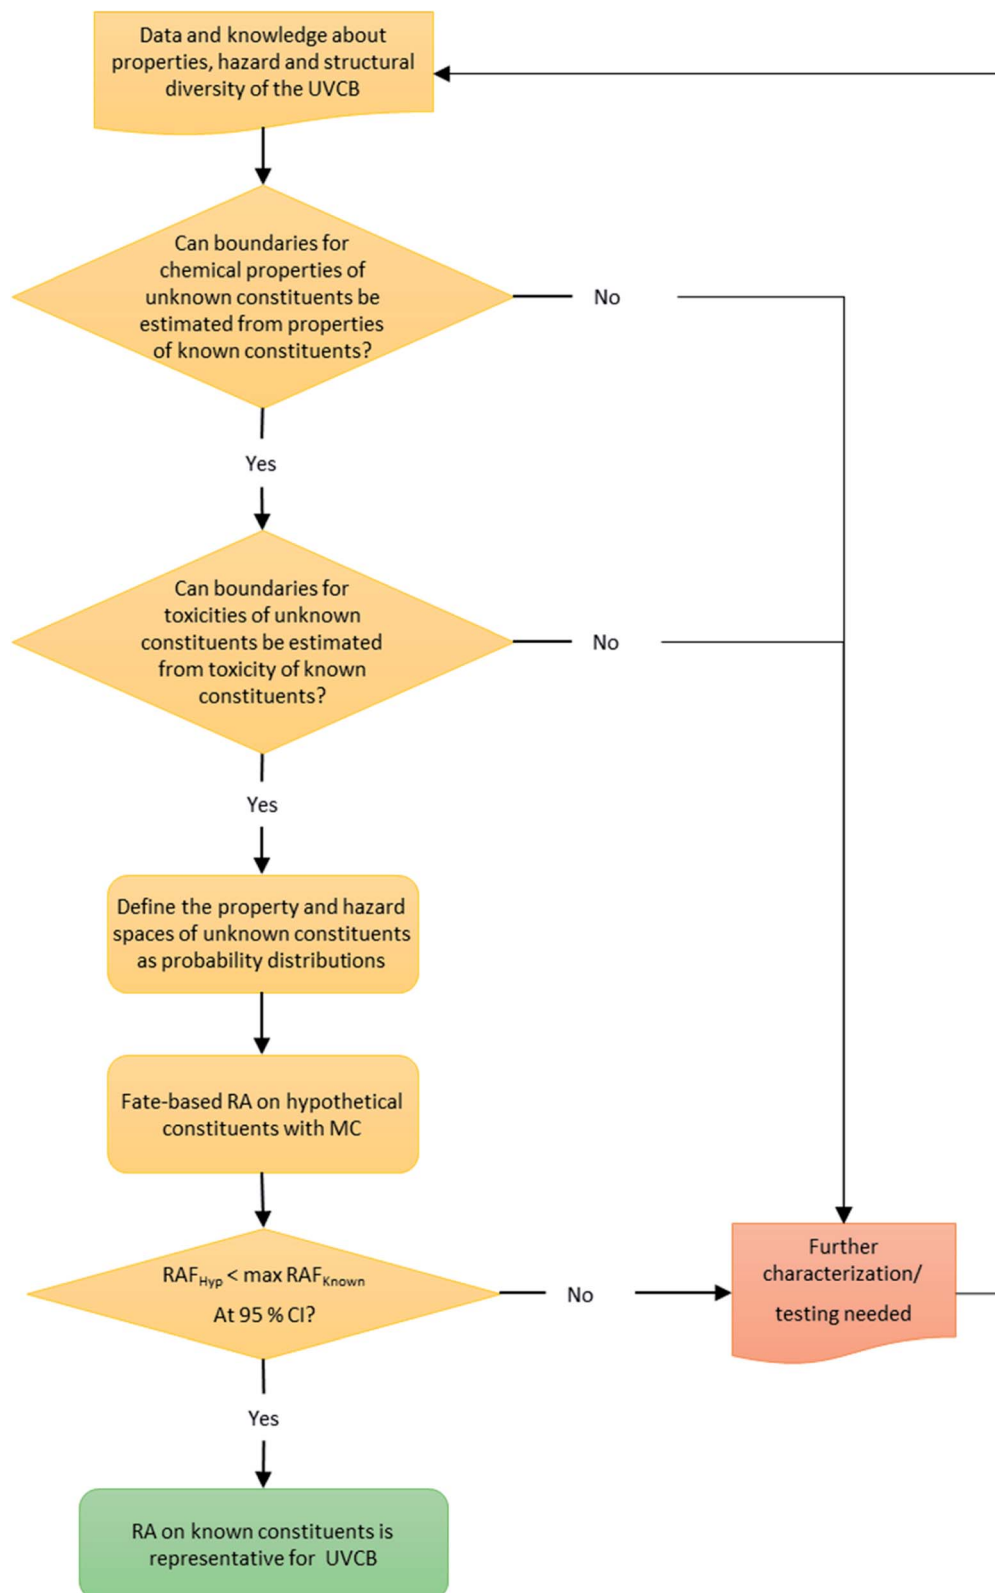 Data and knowledge about
properties, hazard and structural
diversity of the UVCB
Can boundaries for
chemical properties of
unknown constituents be
estimated from properties
of known constituents?
No
Yes
Can boundaries for
toxicities of unknown
constituents be estimated
from toxicity of known
constituents?
No
Yes
Define the property and hazard
spaces of unknown constituents
as probability distributions
Fate-based RA on hypothetical
constituents with MC
RAF_Hyp < max RAF_Known
At 95 % CI?
No
Further
characterization/
testing needed
Yes
RA on known constituents is
representative for UVCB